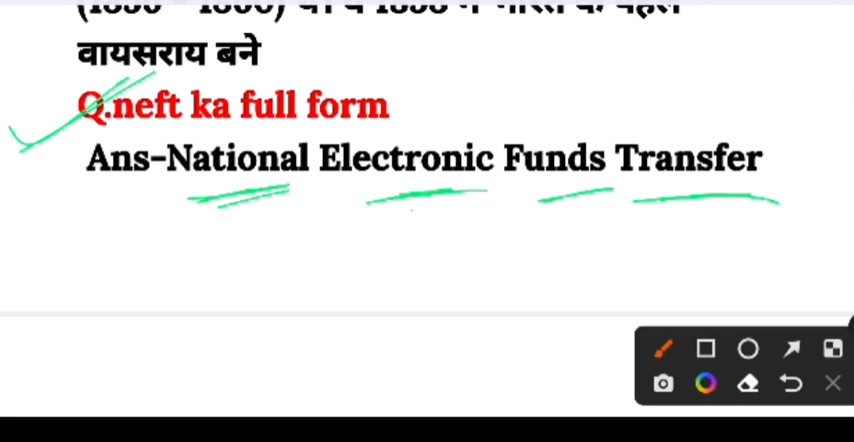 वायसराय बने
Q.neft ka full form
Ans-National Electronic Funds Transfer